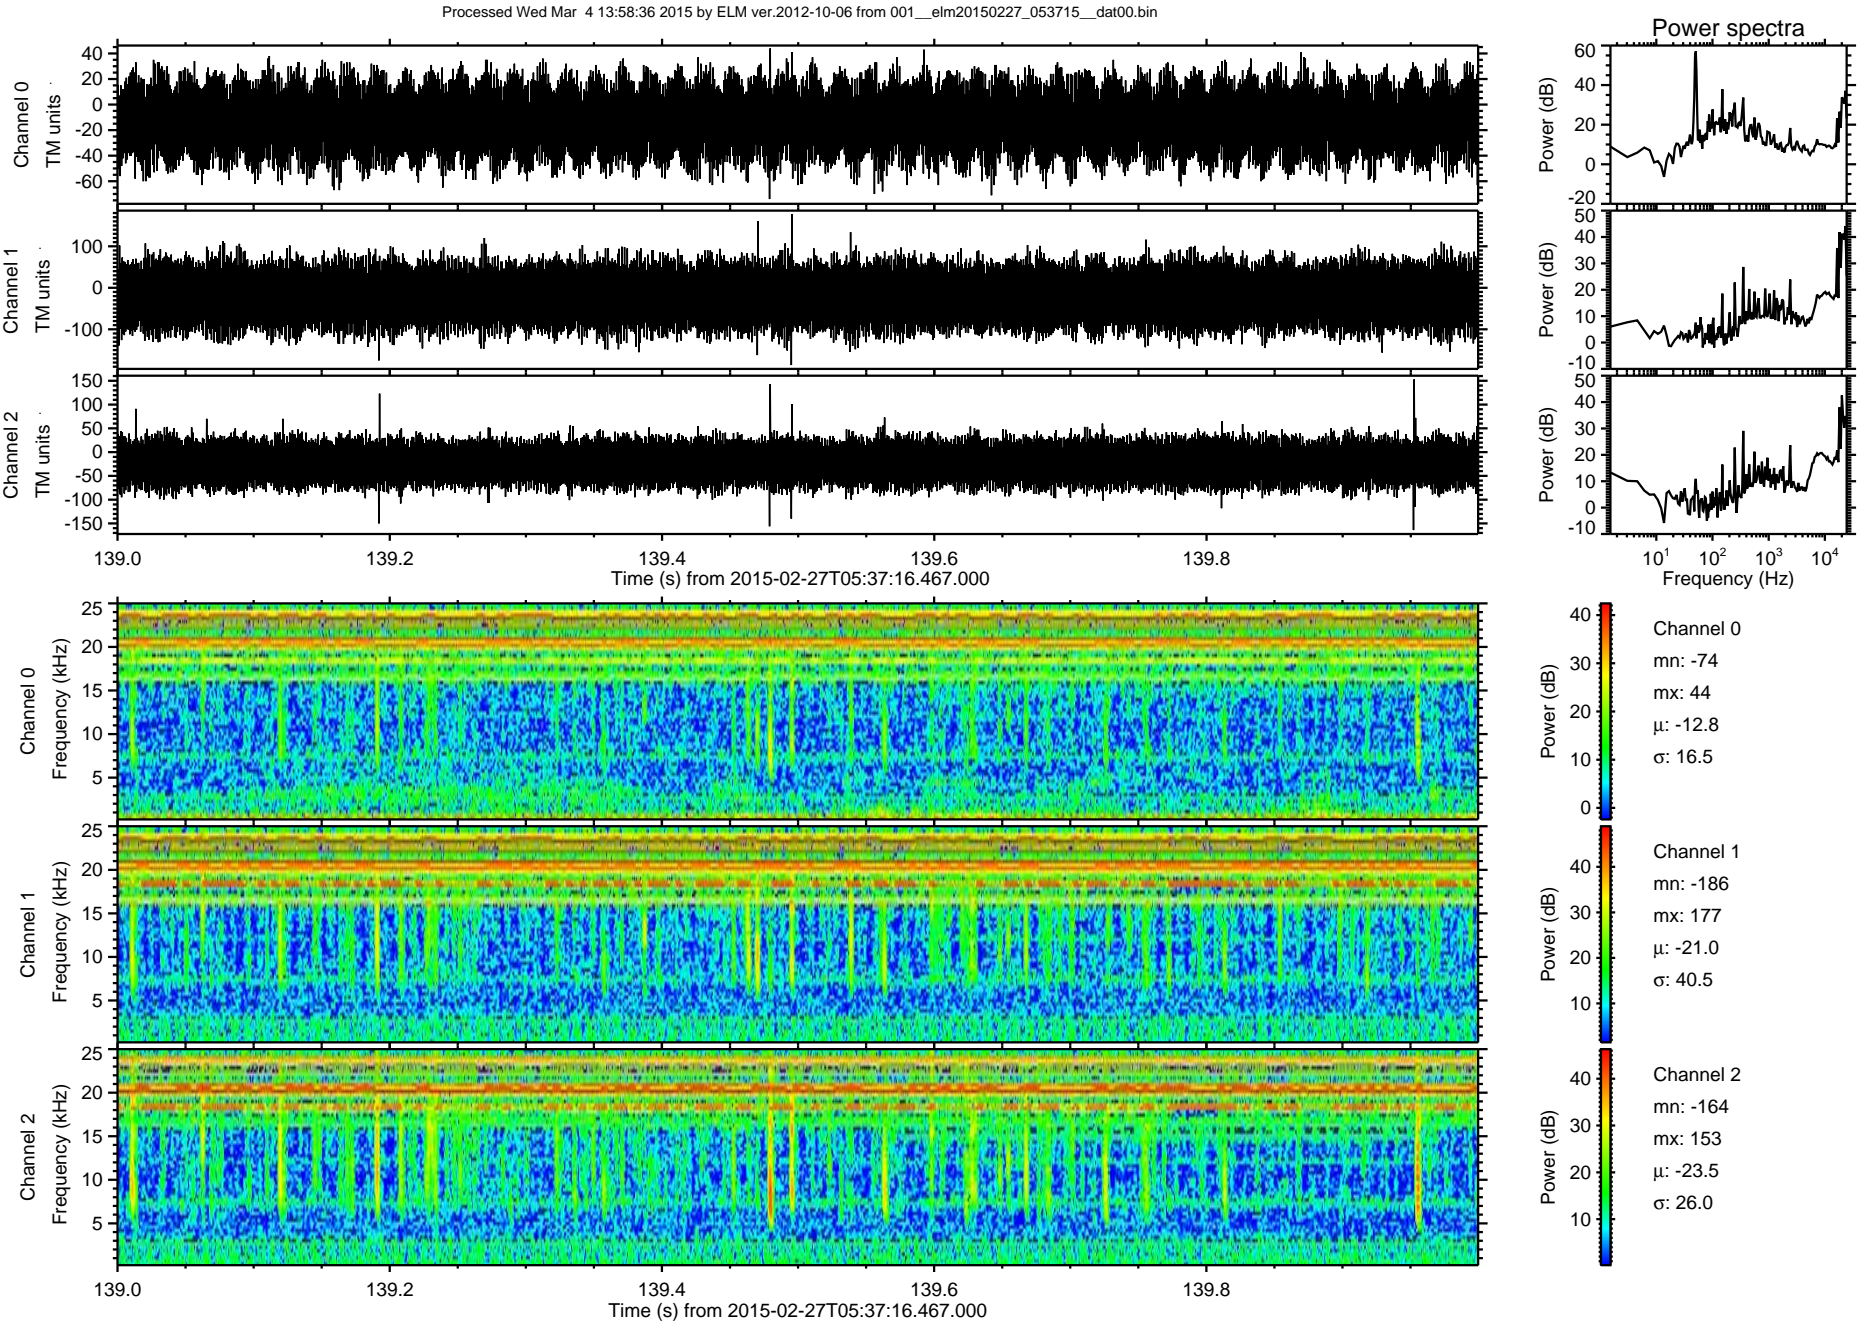 Processed Wed Mar  4 13:58:36 2015 by ELM ver.2012-10-06 from 001__elm20150227_053715__dat00.bin
Power spectra
Channel 0
TM units
40
20
0
-20
-40
-60
Power (dB)
60
40
20
0
-20
Channel 1
TM units
100
0
-100
Power (dB)
50
40
30
20
10
0
-10
Channel 2
TM units
150
100
50
0
-50
-100
-150
Power (dB)
50
40
30
20
10
0
-10
139.0 139.2 139.4 139.6 139.8
Time (s) from 2015-02-27T05:37:16.467.000
10^1 10^2 10^3 10^4
Frequency (Hz)
Channel 0
Frequency (kHz)
25
20
15
10
5
Power (dB)
40
30
20
10
0
Channel 0
mn: -74
mx: 44
μ: -12.8
σ: 16.5
Channel 1
Frequency (kHz)
25
20
15
10
5
Power (dB)
40
30
20
10
Channel 1
mn: -186
mx: 177
μ: -21.0
σ: 40.5
Channel 2
Frequency (kHz)
25
20
15
10
5
Power (dB)
40
30
20
10
Channel 2
mn: -164
mx: 153
μ: -23.5
σ: 26.0
139.0 139.2 139.4 139.6 139.8
Time (s) from 2015-02-27T05:37:16.467.000